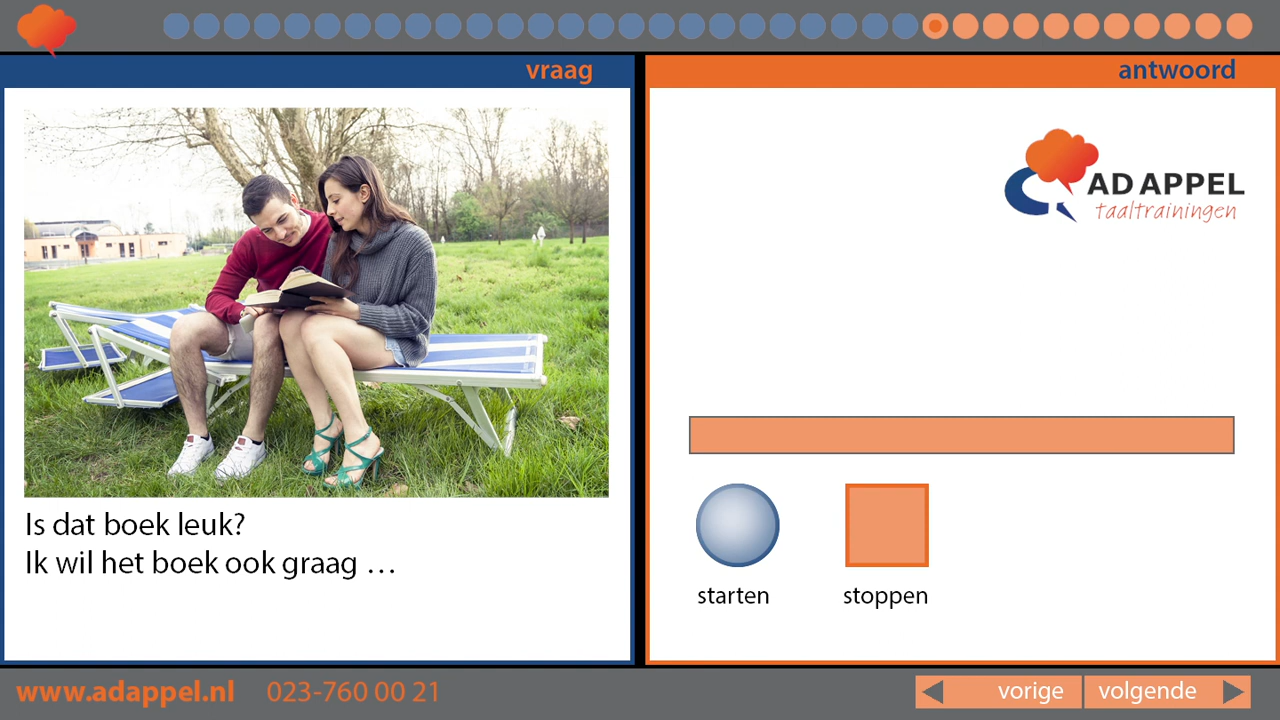 vraag
antwoord
AD APPEL
taaltrainingen
Is dat boek leuk?
Ik wil het boek ook graag …
starten
stoppen
www.adappel.nl
023-760 00 21
vorige
volgende